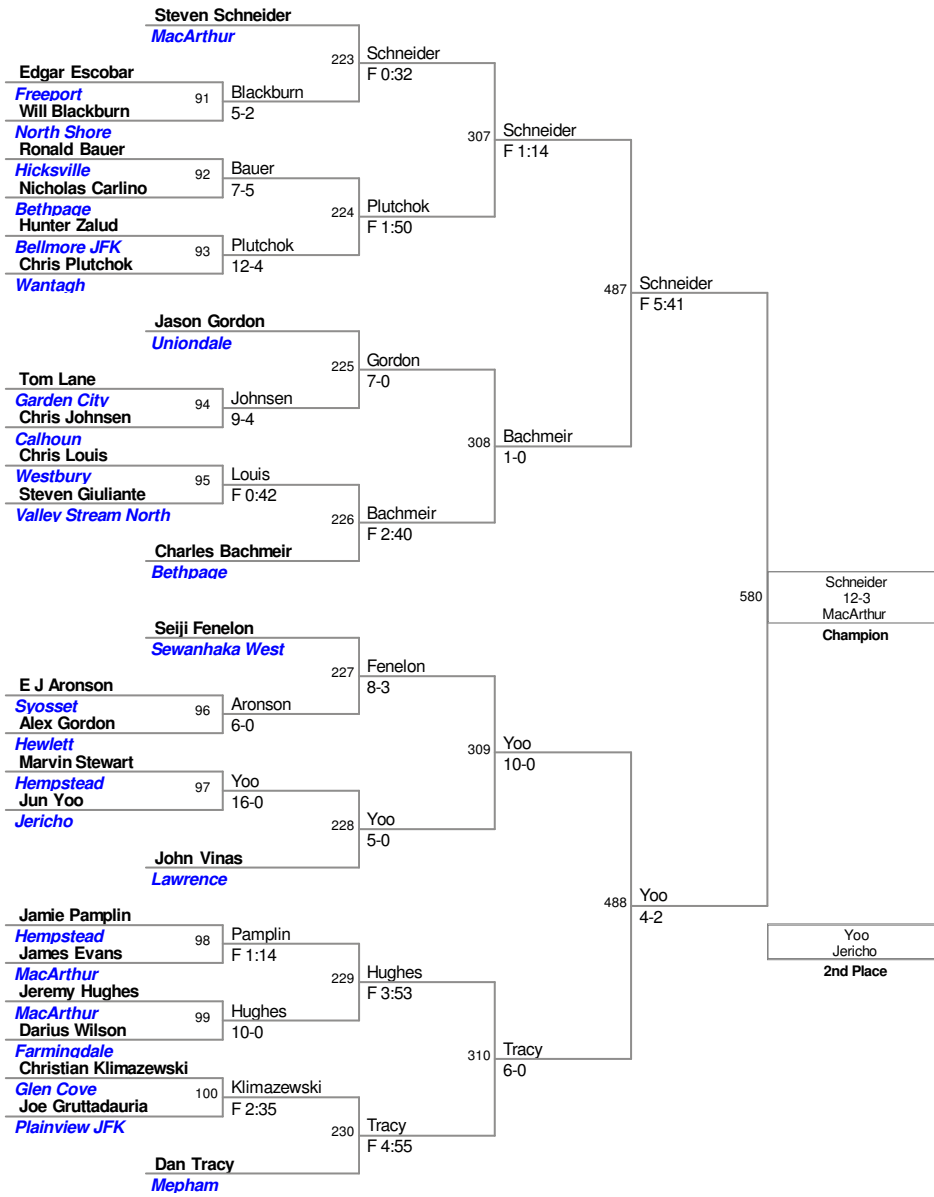 Steven Schneider
MacArthur
223
Schneider
F 0:32
Edgar Escobar
Freeport
91
Blackburn
Will Blackburn
5-2
North Shore
307
Schneider
F 1:14
Ronald Bauer
Hicksville
92
Bauer
Nicholas Carlino
7-5
Bethpage
224
Plutchok
F 1:50
Hunter Zalud
Bellmore JFK
93
Plutchok
Chris Plutchok
12-4
Wantagh
487
Schneider
F 5:41
Jason Gordon
Uniondale
225
Gordon
7-0
Tom Lane
Garden City
94
Johnsen
Chris Johnsen
9-4
Calhoun
308
Bachmeir
1-0
Chris Louis
Westbury
95
Louis
Steven Giuliante
F 0:42
Valley Stream North
226
Bachmeir
F 2:40
Charles Bachmeir
Bethpage
580
Schneider
12-3
MacArthur
Champion
Seiji Fenelon
Sewanhaka West
227
Fenelon
8-3
E J Aronson
Syosset
96
Aronson
Alex Gordon
6-0
Hewlett
309
Yoo
10-0
Marvin Stewart
Hempstead
97
Yoo
Jun Yoo
16-0
Jericho
228
Yoo
5-0
John Vinas
Lawrence
488
Yoo
4-2
Jamie Pamplin
Hempstead
98
Pamplin
James Evans
F 1:14
MacArthur
229
Hughes
F 3:53
Jeremy Hughes
MacArthur
99
Hughes
Darius Wilson
10-0
Farmingdale
310
Tracy
6-0
Christian Klimazewski
Glen Cove
100
Klimazewski
Joe Gruttadauria
F 2:35
Plainview JFK
230
Tracy
F 4:55
Dan Tracy
Mepham
Yoo
Jericho
2nd Place